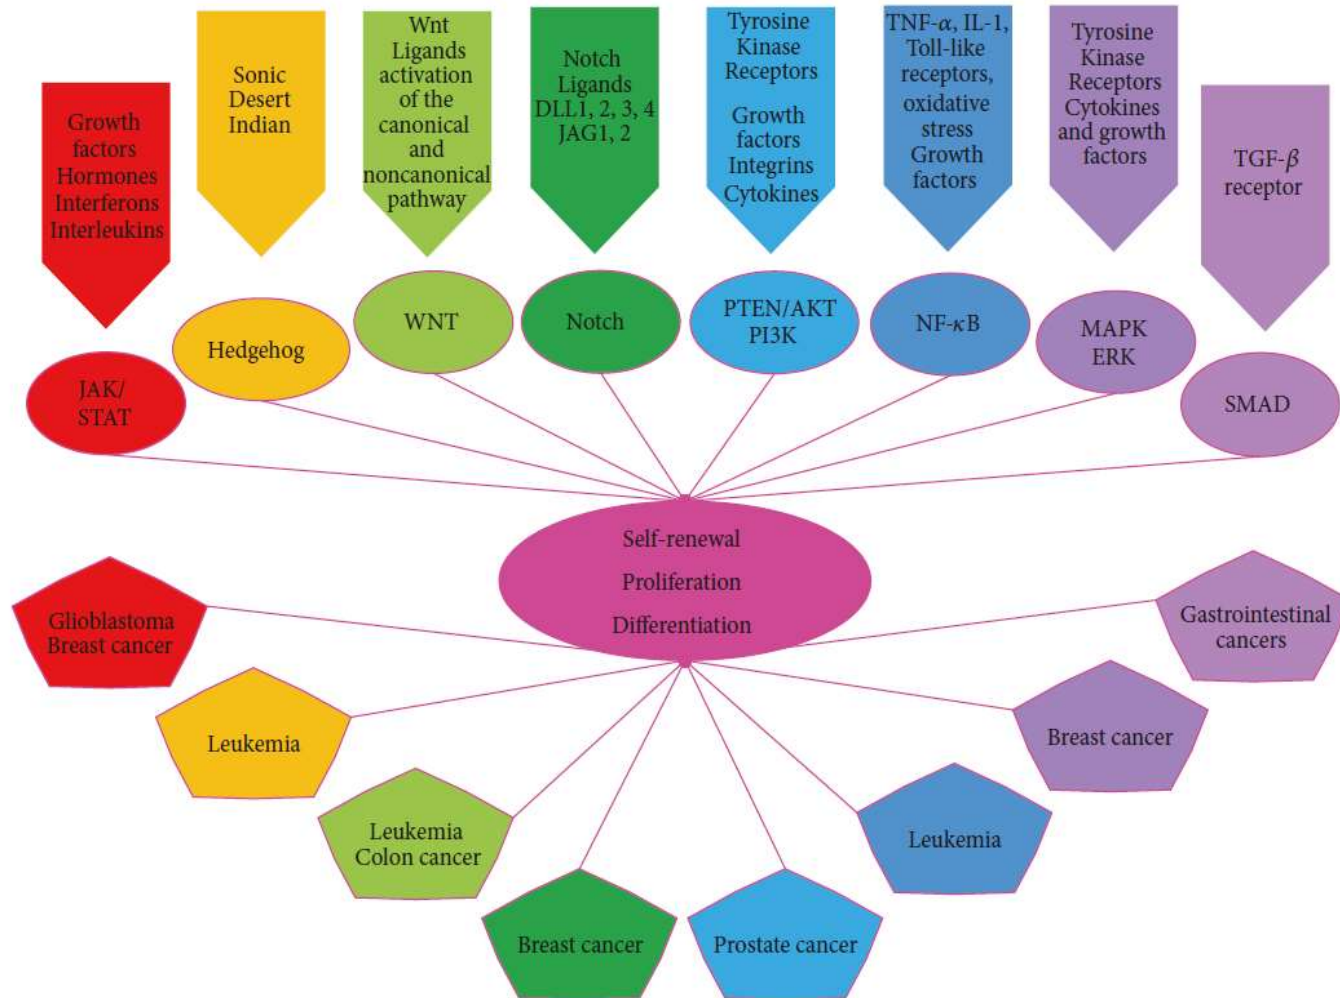 Growth
factors
Hormones
Interferons
Interleukins
Sonic
Desert
Indian
Wnt
Ligands
activation
of the
canonical
and
noncanonical
pathway
Notch
Ligands
DLL1, 2, 3, 4
JAG1, 2
Tyrosine
Kinase
Receptors
Growth
factors
Integrins
Cytokines
TNF-α, IL-1,
Toll-like
receptors,
oxidative
stress
Growth
factors
Tyrosine
Kinase
Receptors
Cytokines
and growth
factors
TGF-β
receptor
JAK/
STAT
Hedgehog
WNT
Notch
PTEN/AKT
PI3K
NF-κB
MAPK
ERK
SMAD
Self-renewal
Proliferation
Differentiation
Glioblastoma
Breast cancer
Leukemia
Leukemia
Colon cancer
Breast cancer
Prostate cancer
Leukemia
Breast cancer
Gastrointestinal
cancers